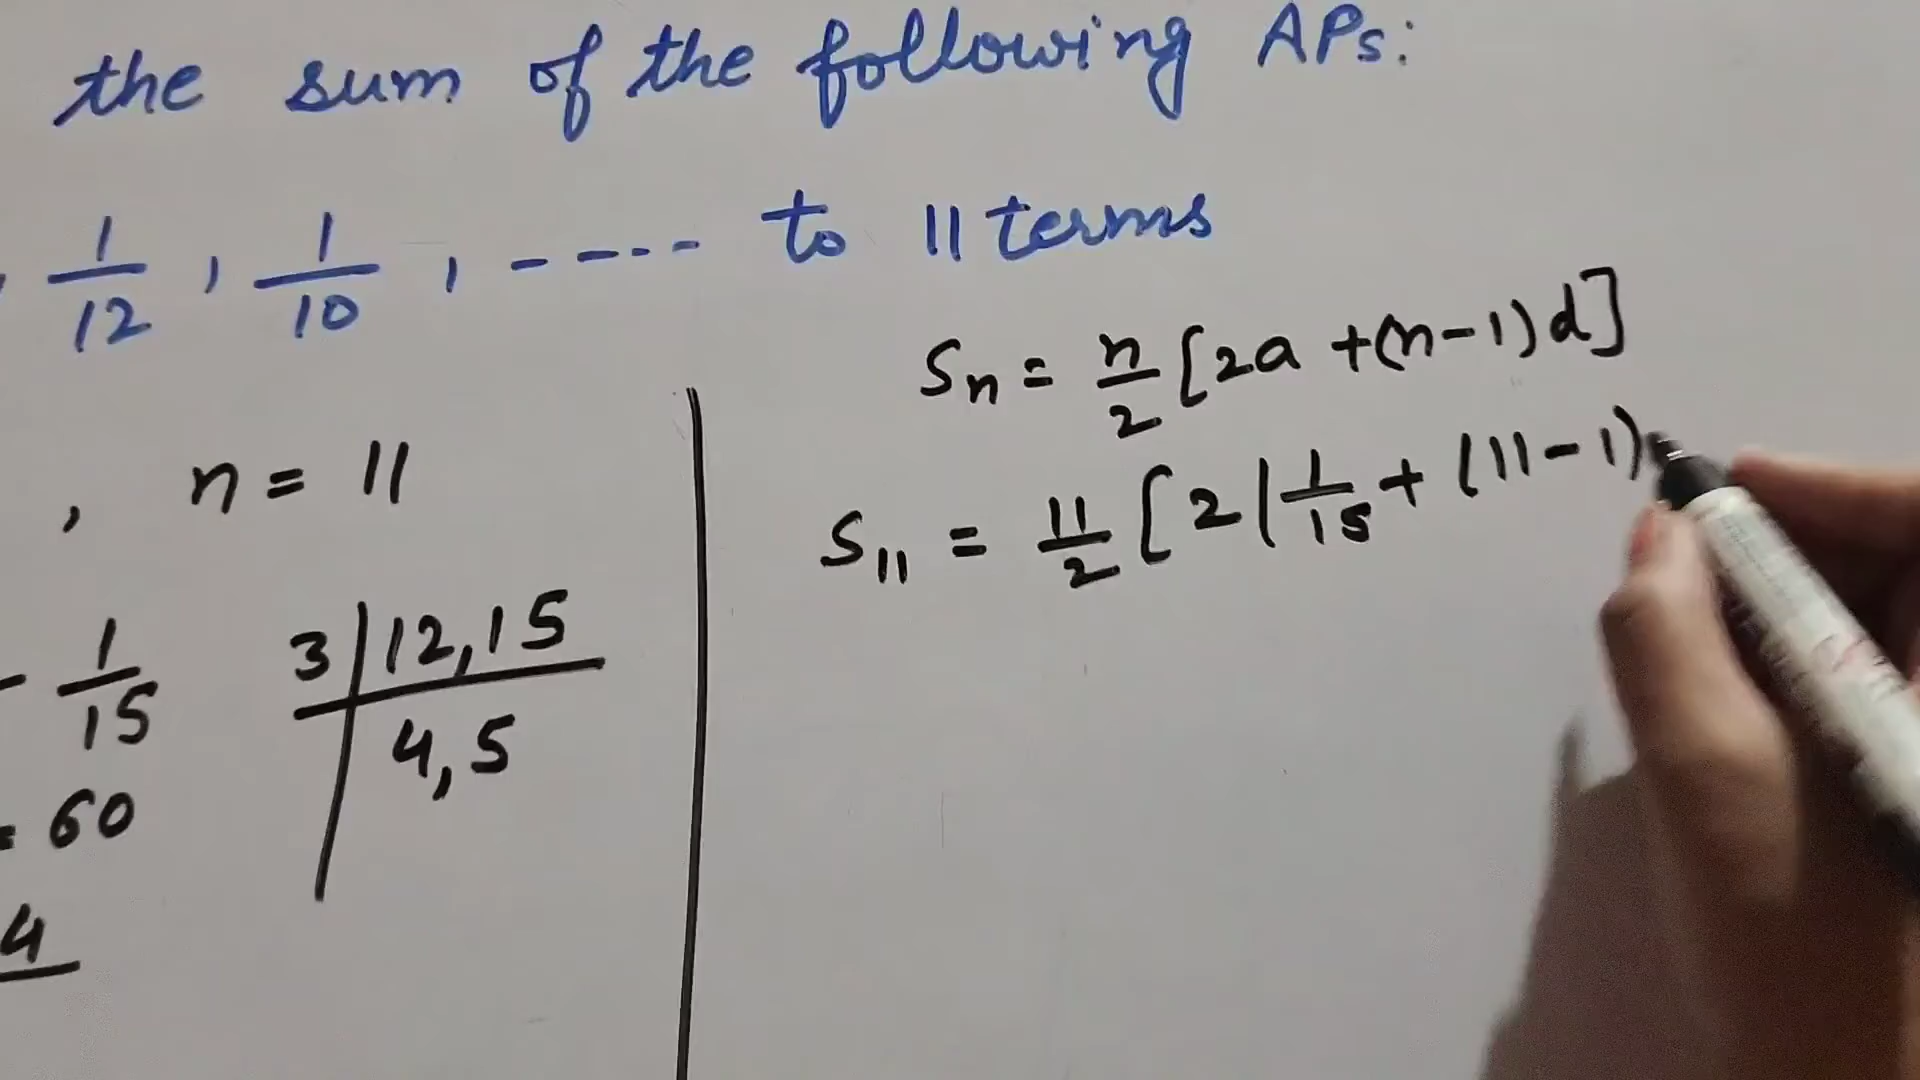 the sum of the following APs:
, 1/12 , 1/10 , ----- to 11 terms
Sn = n/2 [2a + (n-1)d]
, n = 11
S11 = 11/2 [2|1/15 + (11-1)
- 1/15
3|12,15
4,5
= 60
4